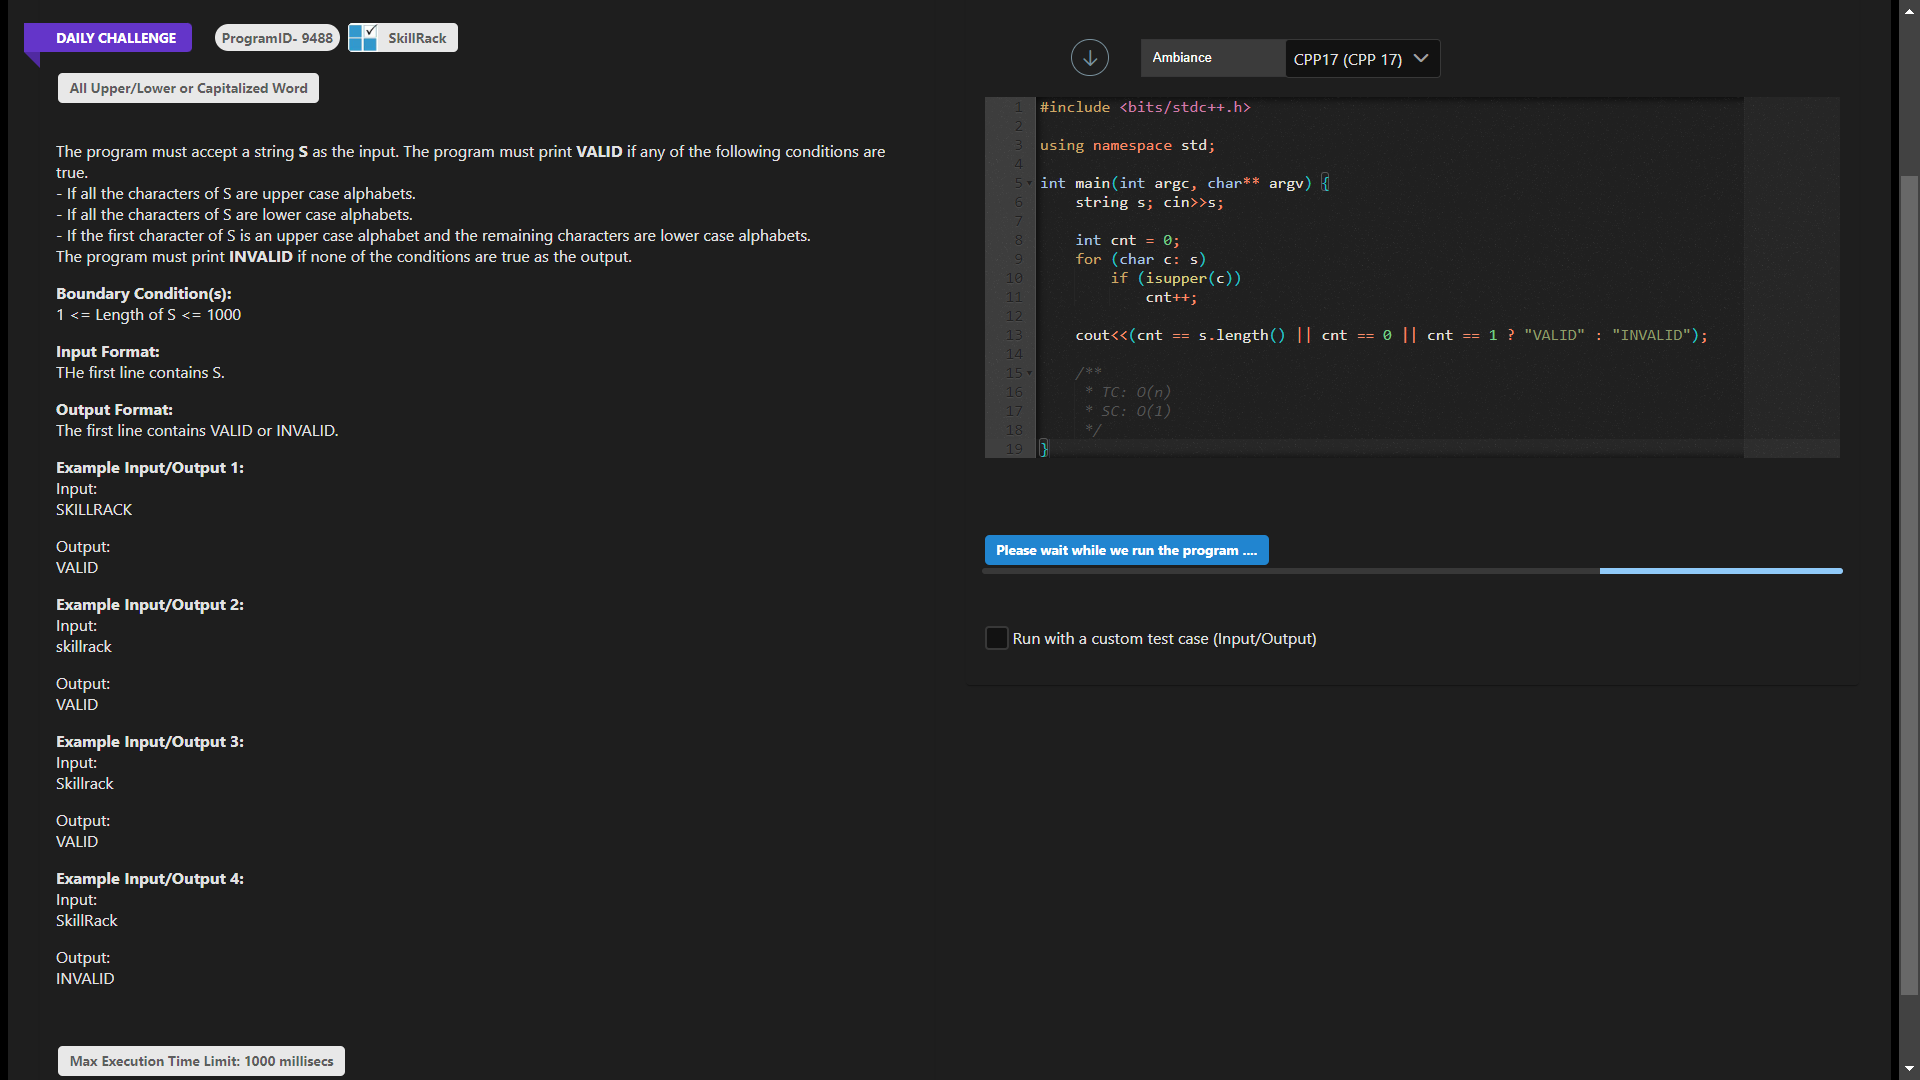 DAILY CHALLENGE
ProgramID- 9488
SkillRack
All Upper/Lower or Capitalized Word
The program must accept a string S as the input. The program must print VALID if any of the following conditions are
true.
- If all the characters of S are upper case alphabets.
- If all the characters of S are lower case alphabets.
- If the first character of S is an upper case alphabet and the remaining characters are lower case alphabets.
The program must print INVALID if none of the conditions are true as the output.
Boundary Condition(s):
1 <= Length of S <= 1000
Input Format:
THe first line contains S.
Output Format:
The first line contains VALID or INVALID.
Example Input/Output 1:
Input:
SKILLRACK
Output:
VALID
Example Input/Output 2:
Input:
skillrack
Output:
VALID
Example Input/Output 3:
Input:
Skillrack
Output:
VALID
Example Input/Output 4:
Input:
SkillRack
Output:
INVALID
Max Execution Time Limit: 1000 millisecs
Ambiance
CPP17 (CPP 17)
1 #include <bits/stdc++.h>
2
3 using namespace std;
4
5 int main(int argc, char** argv) {
6     string s; cin>>s;
7
8     int cnt = 0;
9     for (char c: s)
10         if (isupper(c))
11             cnt++;
12
13     cout<<(cnt == s.length() || cnt == 0 || cnt == 1 ? "VALID" : "INVALID");
14
15     /**
16      * TC: O(n)
17      * SC: O(1)
18      */
19 }
Please wait while we run the program ....
Run with a custom test case (Input/Output)